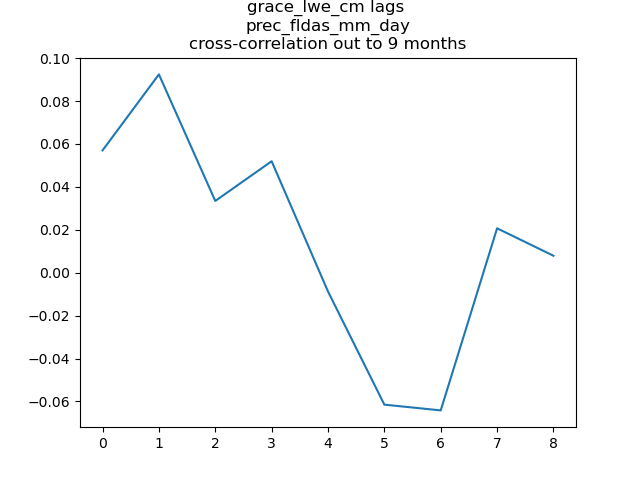 grace_lwe_cm lags
prec_fldas_mm_day
cross-correlation out to 9 months
0.10
0.08
0.06
0.04
0.02
0.00
−0.02
−0.04
−0.06
0 1 2 3 4 5 6 7 8